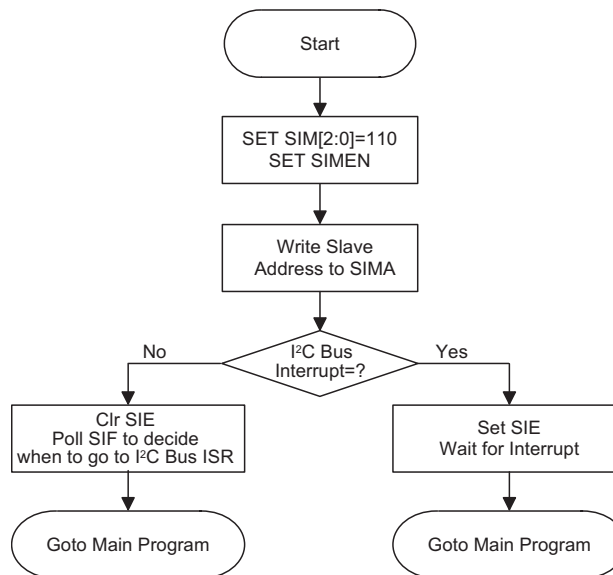 Start
SET SIM[2:0]=110
SET SIMEN
Write Slave
Address to SIMA
I²C Bus
Interrupt=?
No
Yes
Clr SIE
Poll SIF to decide
when to go to I²C Bus ISR
Set SIE
Wait for Interrupt
Goto Main Program
Goto Main Program